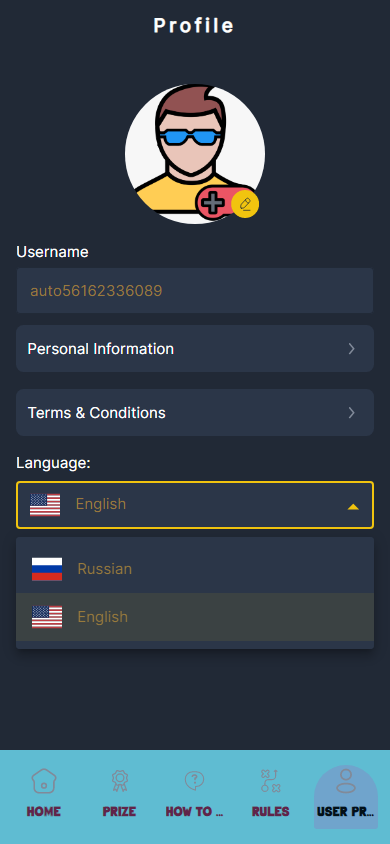 Profile
Username
auto56162336089
Personal Information
Terms & Conditions
Language:
English
Russian
English
HOME PRIZE HOW TO ... RULES USER PR...